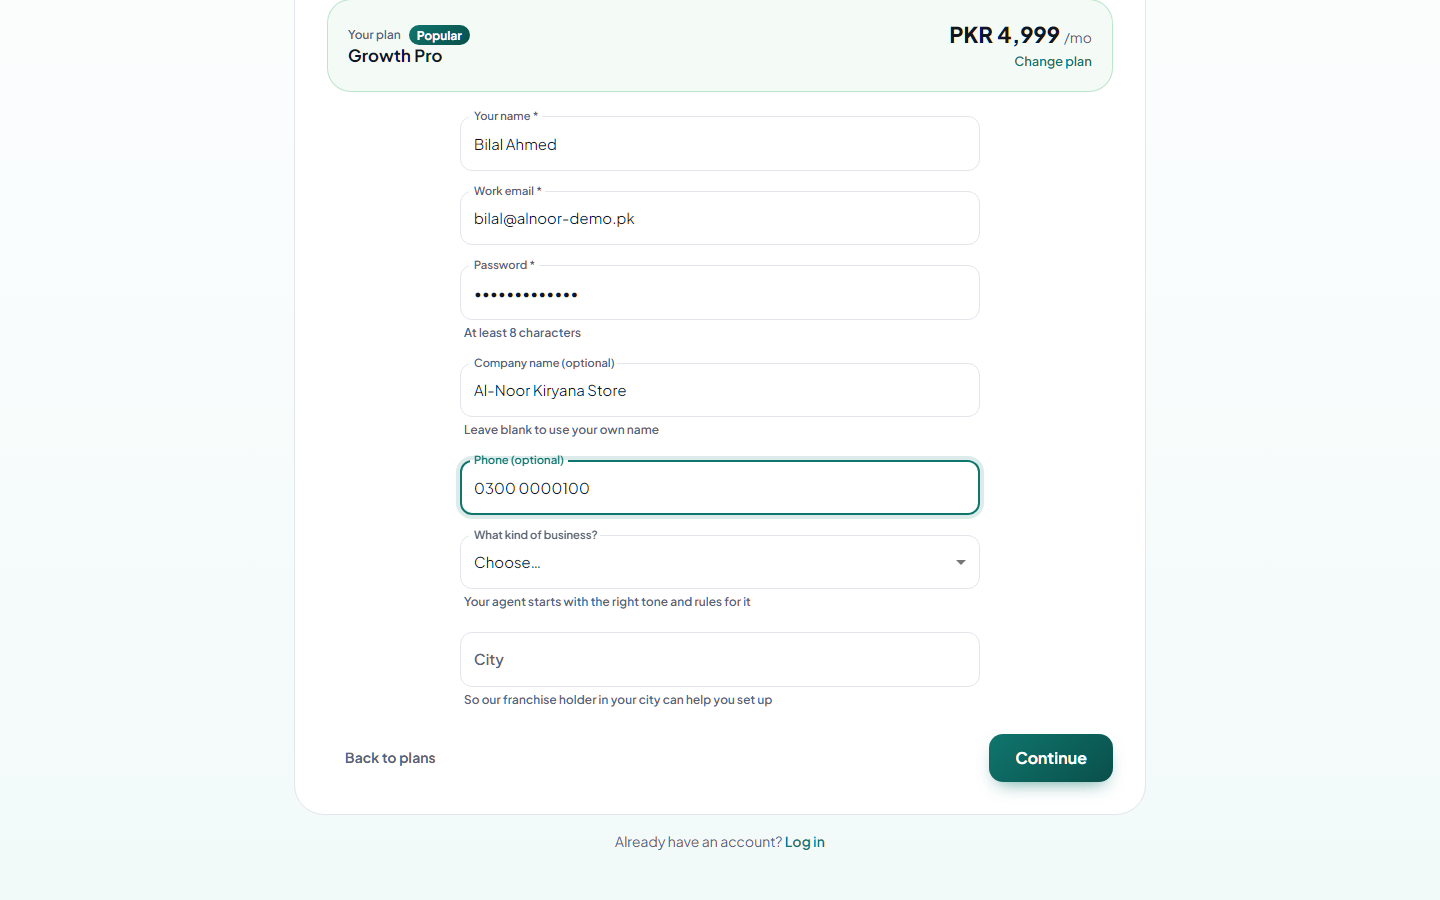 Your plan Popular
Growth Pro
PKR 4,999 /mo
Change plan
Your name *
Bilal Ahmed
Work email *
bilal@alnoor-demo.pk
Password *
•••••••••••••
At least 8 characters
Company name (optional)
Al-Noor Kiryana Store
Leave blank to use your own name
Phone (optional)
0300 0000100
What kind of business?
Choose...
Your agent starts with the right tone and rules for it
City
So our franchise holder in your city can help you set up
Back to plans
Continue
Already have an account? Log in